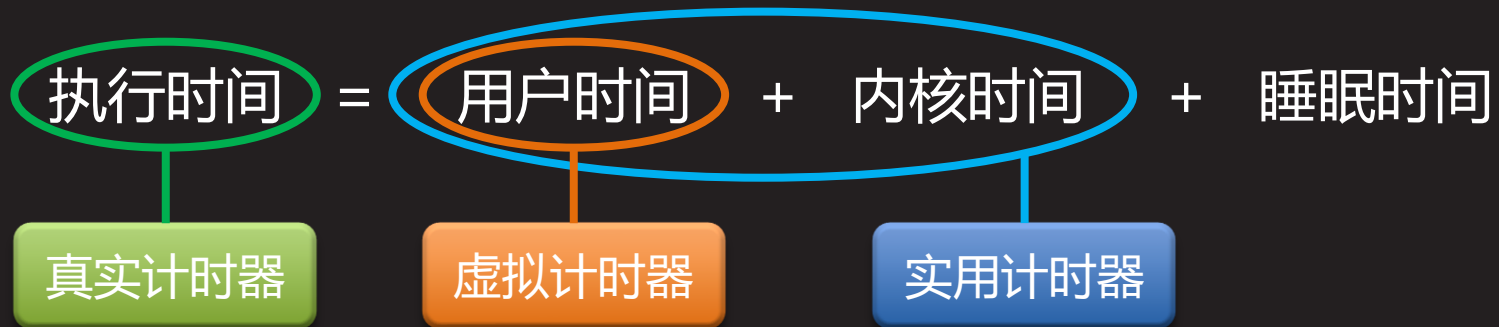 执行时间 = 用户时间 + 内核时间 + 睡眠时间
真实计时器 虚拟计时器 实用计时器